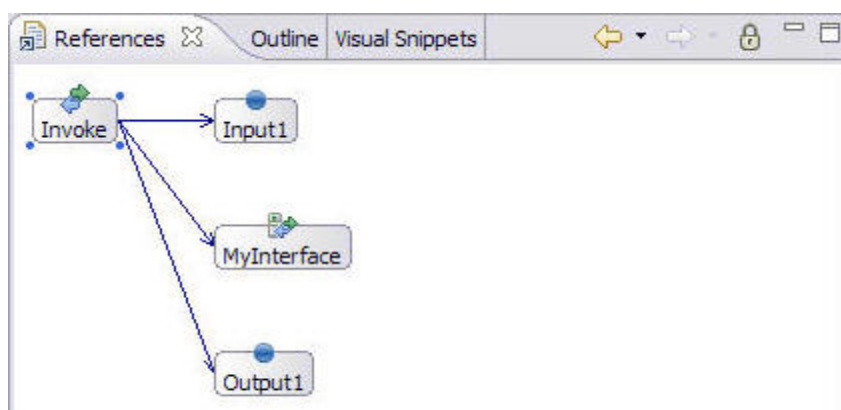 References Outline Visual Snippets
Invoke Input1
MyInterface
Output1